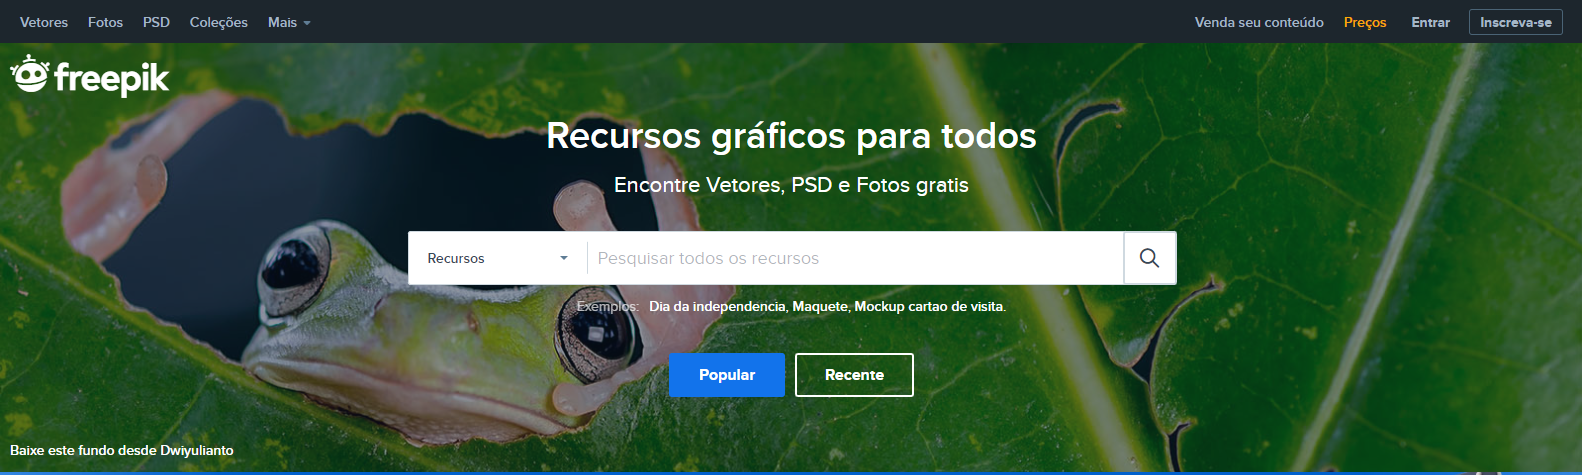 Vetores Fotos PSD Coleções Mais Venda seu conteúdo Preços Entrar Inscreva-se
freepik
Recursos gráficos para todos
Encontre Vetores, PSD e Fotos gratis
Recursos Pesquisar todos os recursos
Exemplos: Dia da independencia, Maquete, Mockup cartao de visita.
Popular Recente
Baixe este fundo desde Dwiyulianto